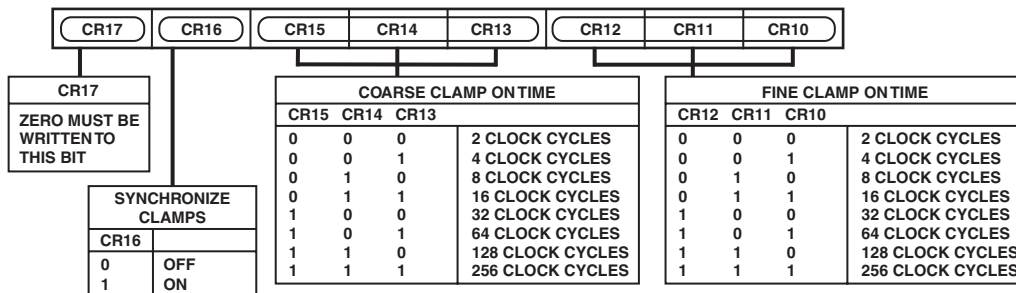 CR17 CR16 CR15 CR14 CR13 CR12 CR11 CR10
CR17
ZERO MUST BE
WRITTEN TO
THIS BIT
SYNCHRONIZE
CLAMPS
CR16
0 OFF
1 ON
COARSE CLAMP ON TIME
CR15 CR14 CR13
0 0 0 2 CLOCK CYCLES
0 0 1 4 CLOCK CYCLES
0 1 0 8 CLOCK CYCLES
0 1 1 16 CLOCK CYCLES
1 0 0 32 CLOCK CYCLES
1 0 1 64 CLOCK CYCLES
1 1 0 128 CLOCK CYCLES
1 1 1 256 CLOCK CYCLES
FINE CLAMP ON TIME
CR12 CR11 CR10
0 0 0 2 CLOCK CYCLES
0 0 1 4 CLOCK CYCLES
0 1 0 8 CLOCK CYCLES
0 1 1 16 CLOCK CYCLES
1 0 0 32 CLOCK CYCLES
1 0 1 64 CLOCK CYCLES
1 1 0 128 CLOCK CYCLES
1 1 1 256 CLOCK CYCLES